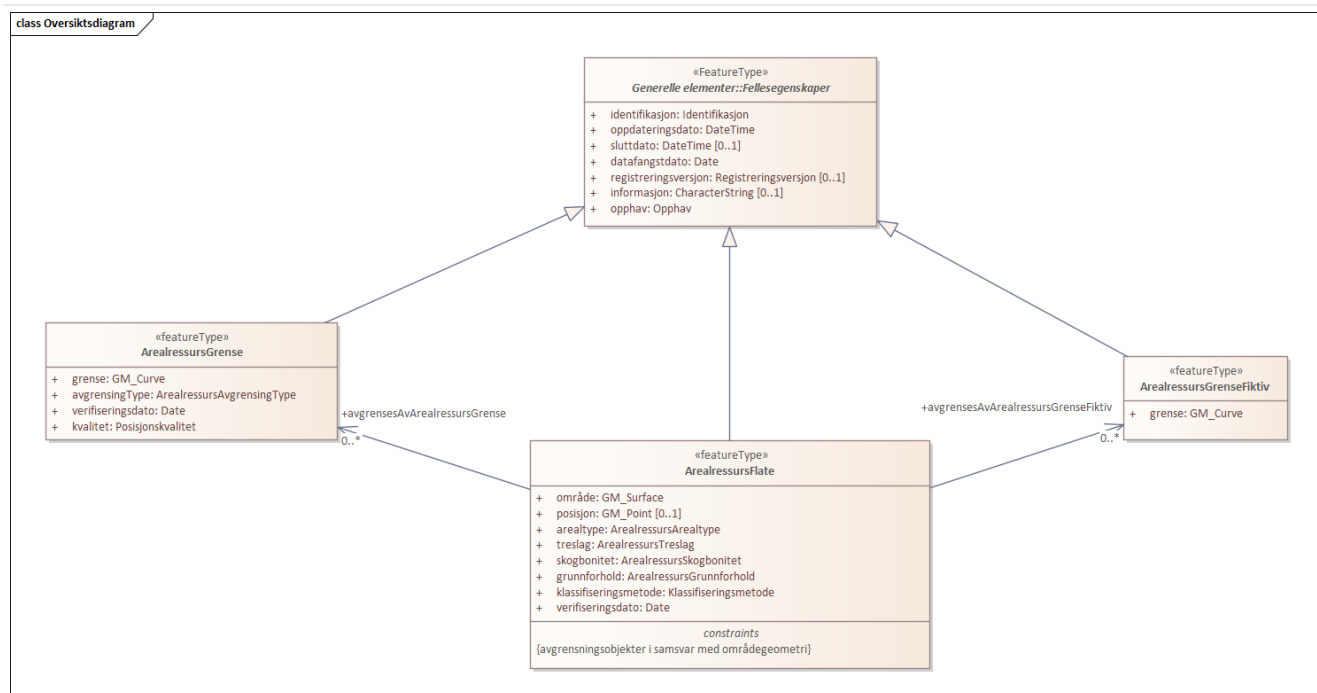 class Oversiktsdiagram
«FeatureType»
Generelle elementer::Fellesegenskaper
+ identifikasjon: Identifikasjon
+ oppdateringsdato: DateTime
+ sluttdato: DateTime [0..1]
+ datafangstdato: Date
+ registreringsversjon: Registreringsversjon [0..1]
+ informasjon: CharacterString [0..1]
+ opphav: Opphav
«featureType»
ArealressursGrense
+ grense: GM_Curve
+ avgrensingType: ArealressursAvgrensingType
+ verifiseringsdato: Date
+ kvalitet: Posisjonskvalitet
«featureType»
ArealressursGrenseFiktiv
+ grense: GM_Curve
+avgrensesAvArealressursGrense
0..*
+avgrensesAvArealressursGrenseFiktiv
0..*
«featureType»
ArealressursFlate
+ område: GM_Surface
+ posisjon: GM_Point [0..1]
+ arealtype: ArealressursArealtype
+ treslag: ArealressursTreslag
+ skogbonitet: ArealressursSkogbonitet
+ grunnforhold: ArealressursGrunnforhold
+ klassifiseringsmetode: Klassifiseringsmetode
+ verifiseringsdato: Date
constraints
{avgrensningsobjekter i samsvar med områdegeometri}